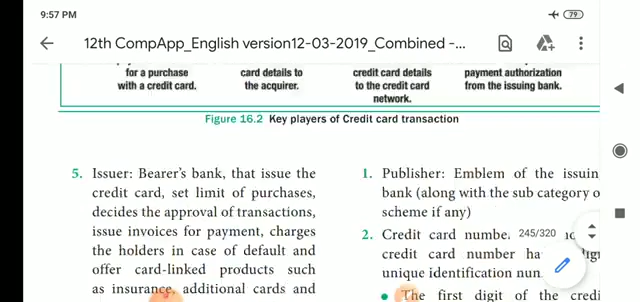 9:57 PM
79
12th CompApp_English version12-03-2019_Combined -...
for a purchase
with a credit card.
card details to
the acquirer.
credit card details
to the credit card
network.
payment authorization
from the issuing bank.
Figure 16.2 Key players of Credit card transaction
5. Issuer: Bearer's bank, that issue the
credit card, set limit of purchases,
decides the approval of transactions,
issue invoices for payment, charges
the holders in case of default and
offer card-linked products such
as insurance, additional cards and
1. Publisher: Emblem of the issuin
bank (along with the sub category o
scheme if any)
2. Credit card numbe
credit card number ha
unique identification nun
• The first digit of the credi
245/320